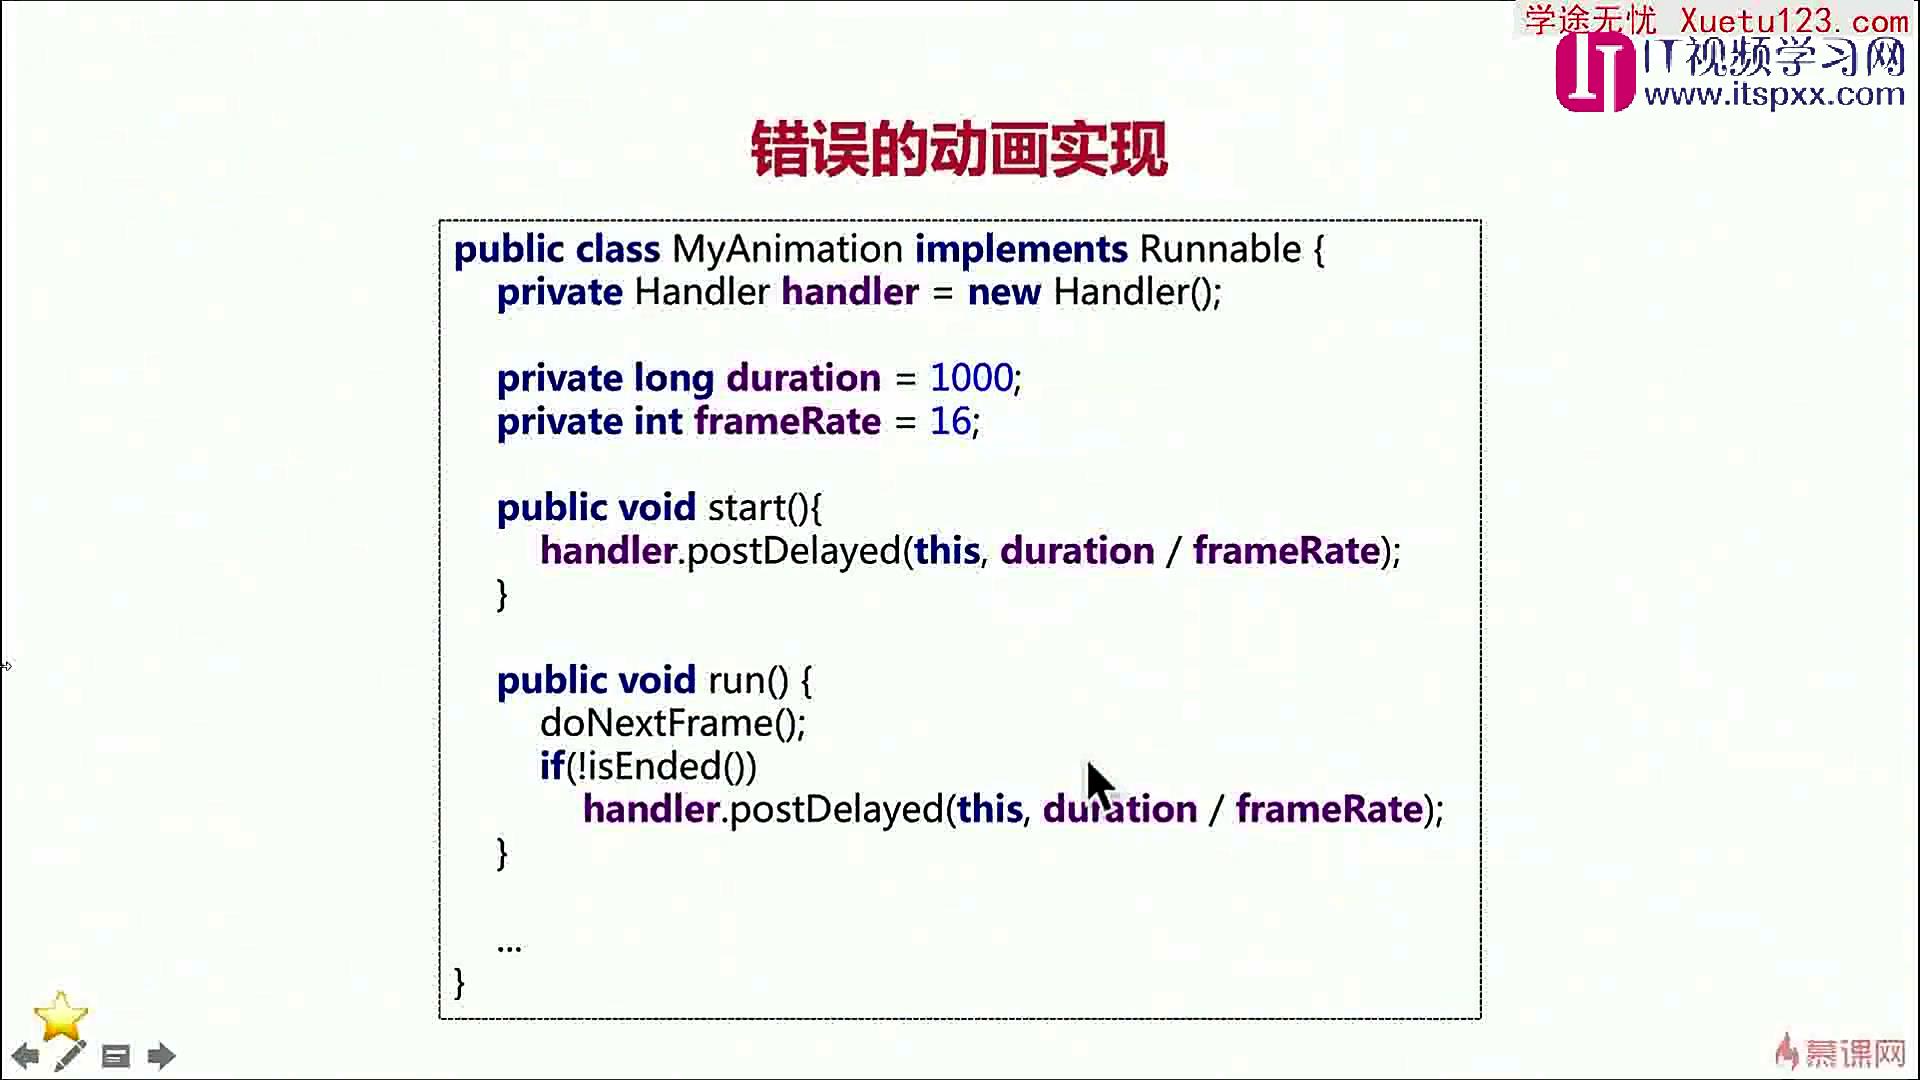 学途无忧 Xuetu123.com
IT视频学习网
www.itspxx.com
错误的动画实现
public class MyAnimation implements Runnable {
private Handler handler = new Handler();
private long duration = 1000;
private int frameRate = 16;
public void start(){
handler.postDelayed(this, duration / frameRate);
}
public void run() {
doNextFrame();
if(!isEnded())
handler.postDelayed(this, duration / frameRate);
}
...
}
慕课网